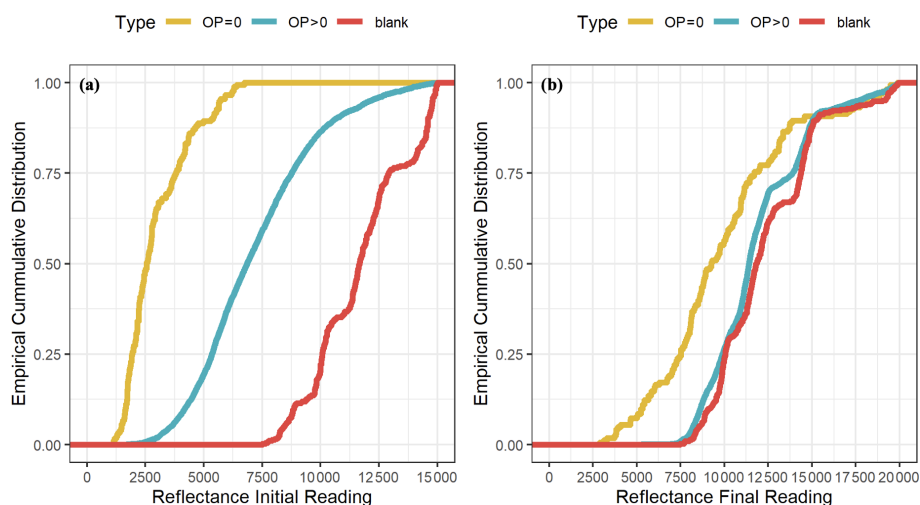 Type OP=0 OP>0 blank
(a)
1.00
0.75
0.50
0.25
0.00
Empirical Cummulative Distribution
0 2500 5000 7500 10000 12500 15000
Reflectance Initial Reading
Type OP=0 OP>0 blank
(b)
1.00
0.75
0.50
0.25
0.00
Empirical Cummulative Distribution
0 2500 5000 7500 10000 12500 15000 17500 20000
Reflectance Final Reading